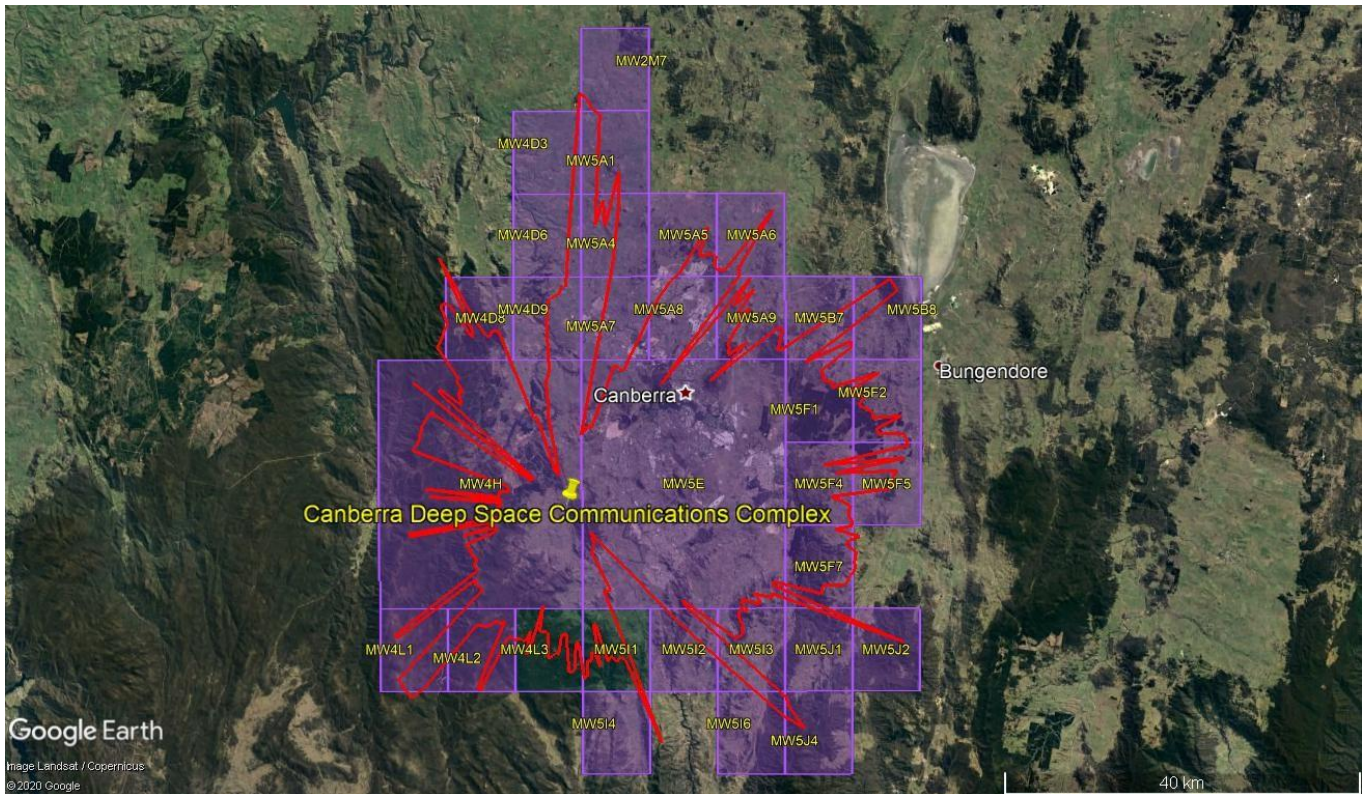 MW2M7
MW4D3
MW5A1
MW4D6
MW5A4
MW5A5
MW5A6
MW4D8
MW4D9
MW5A7
MW5A8
MW5A9
MW5B7
MW5B8
Bungendore
Canberra
MW5F1
MW5F2
MW4H
MW5E
MW5F4
MW5F5
Canberra Deep Space Communications Complex
MW5F7
MW4L1
MW4L2
MW4L3
MW5I1
MW5I2
MW5I3
MW5J1
MW5J2
MW5I4
MW5I6
MW5J4
Google Earth
Image Landsat / Copernicus
©2020 Google
40 km